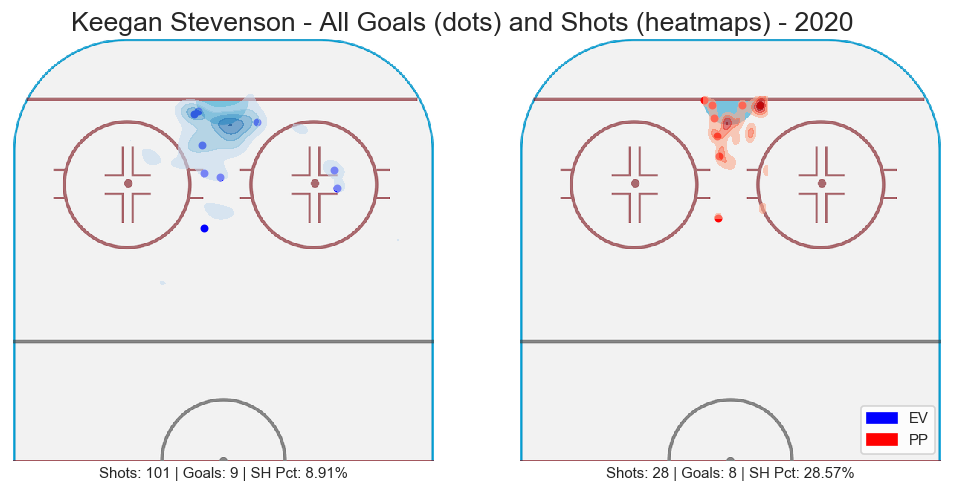 Keegan Stevenson - All Goals (dots) and Shots (heatmaps) - 2020
EV
PP
Shots: 101 | Goals: 9 | SH Pct: 8.91%
Shots: 28 | Goals: 8 | SH Pct: 28.57%